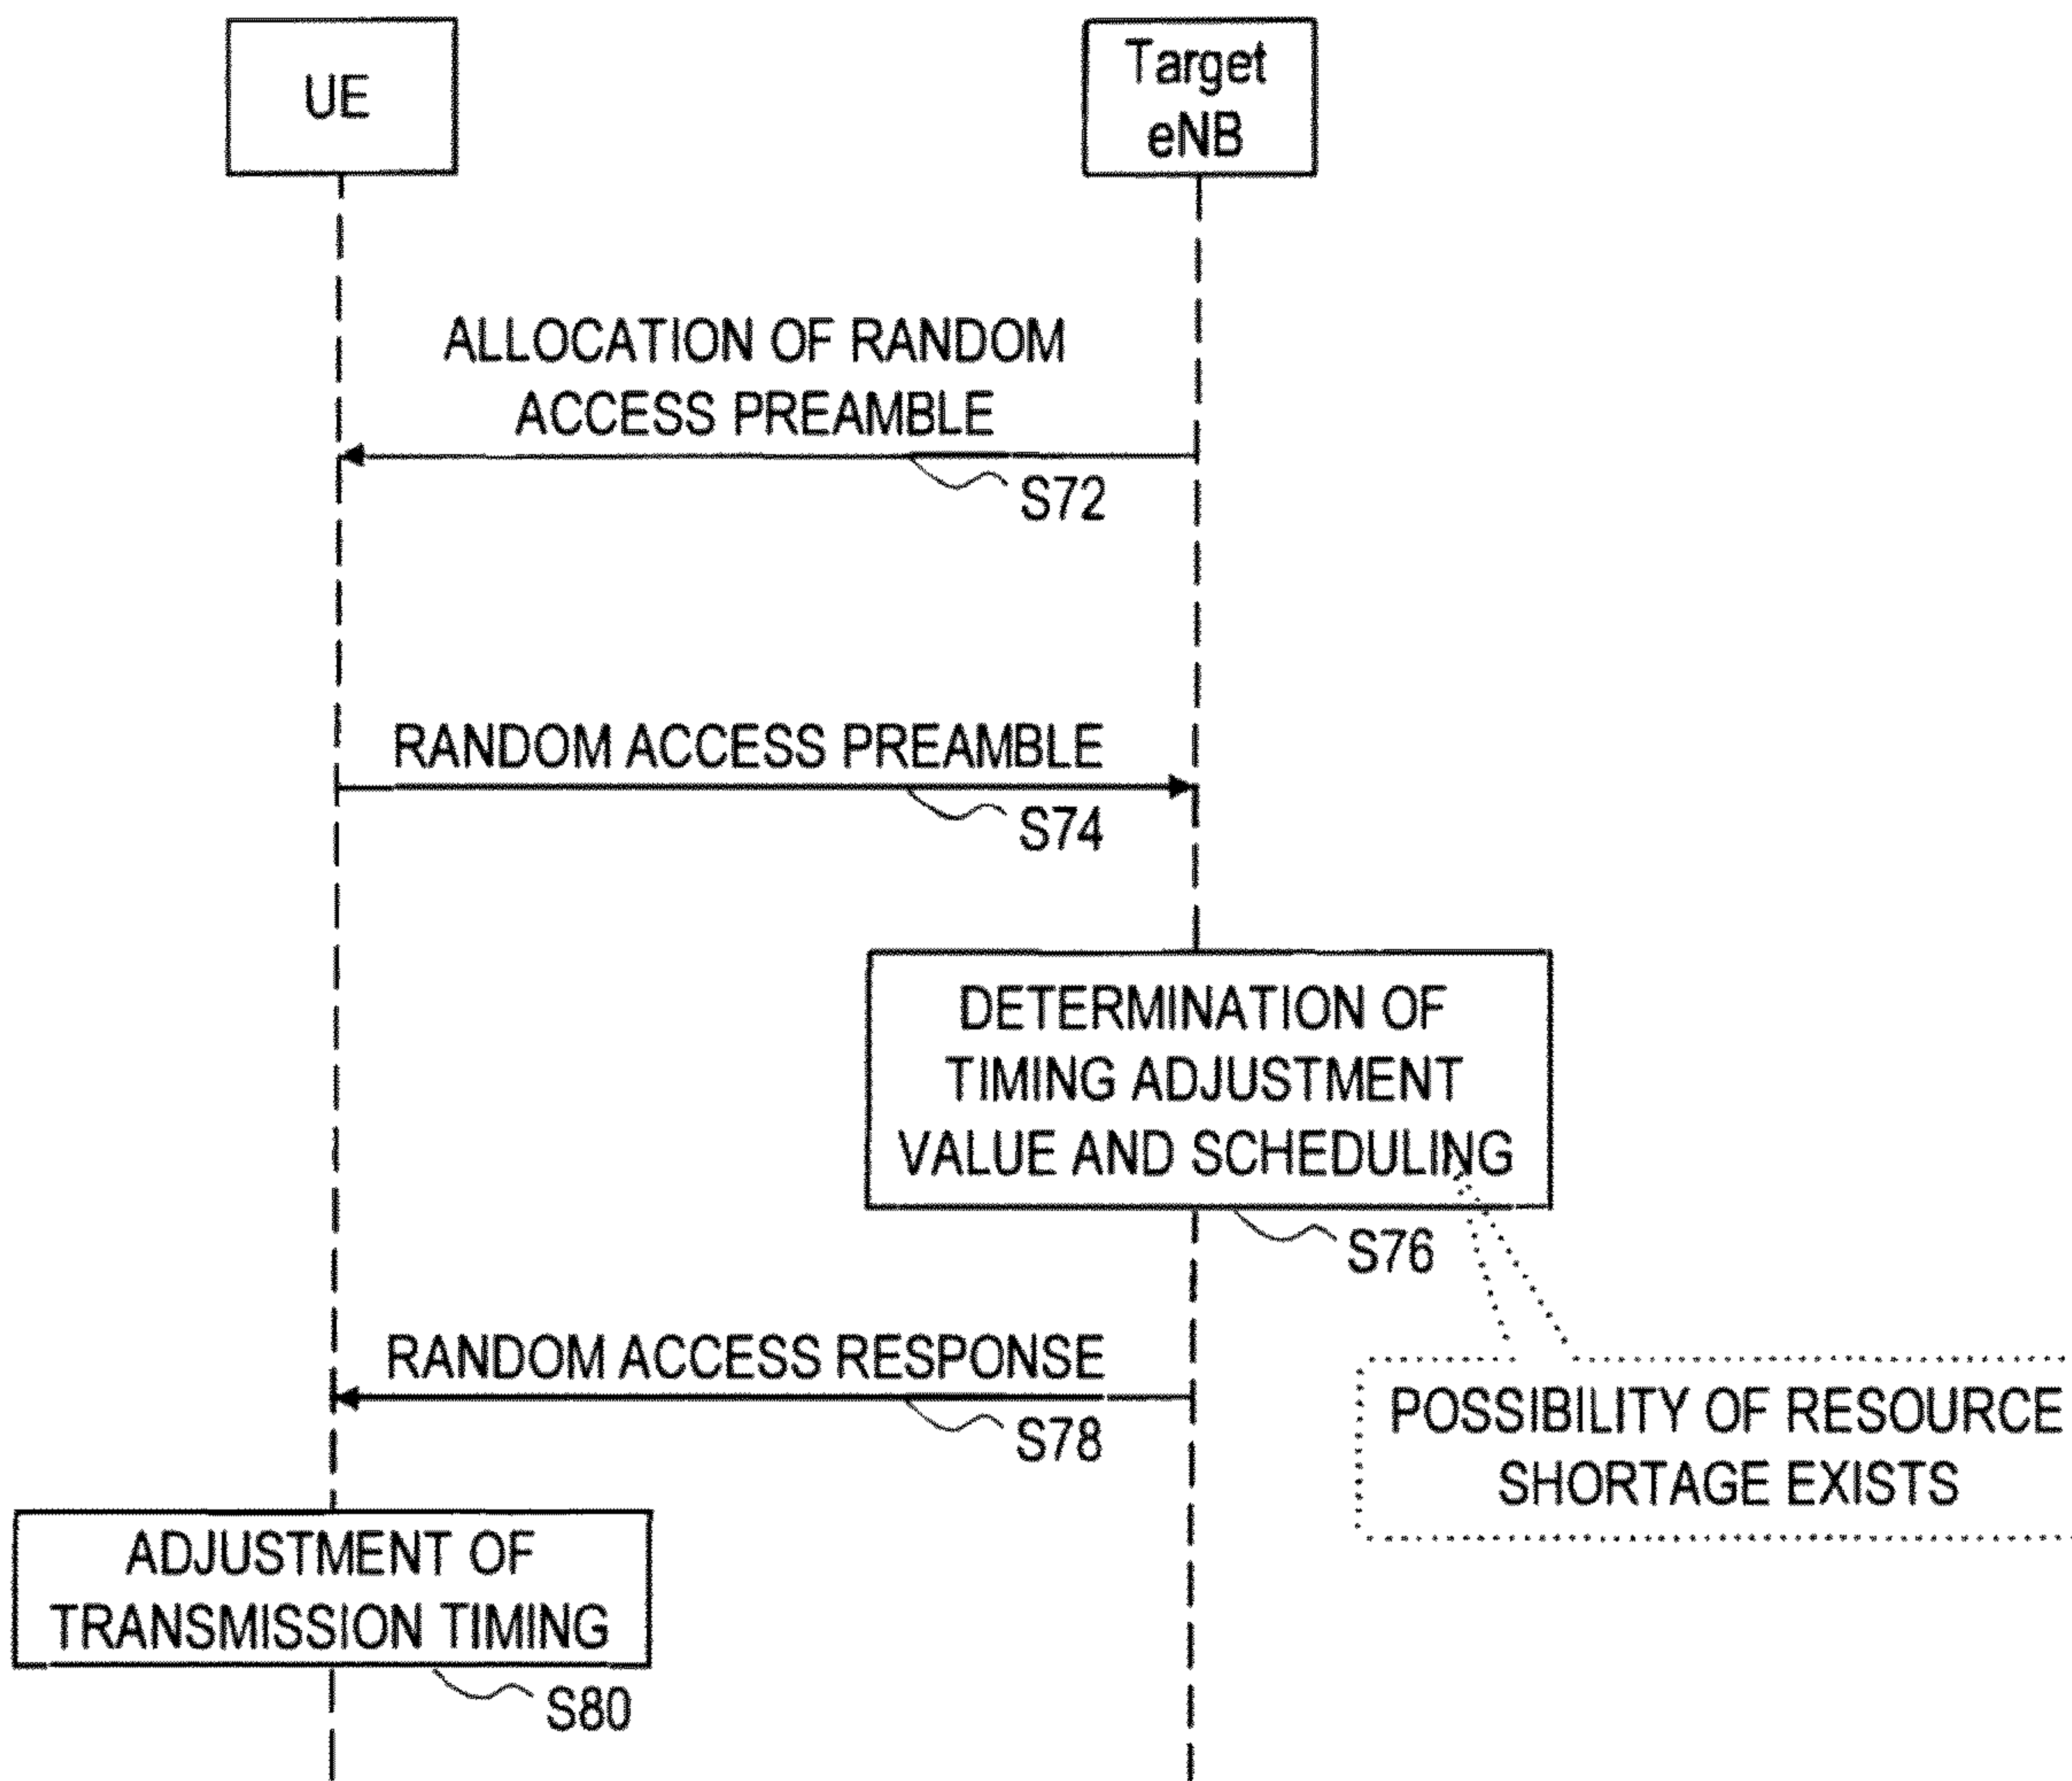 UE
Target
eNB
ALLOCATION OF RANDOM
ACCESS PREAMBLE
S72
RANDOM ACCESS PREAMBLE
S74
DETERMINATION OF
TIMING ADJUSTMENT
VALUE AND SCHEDULING
S76
RANDOM ACCESS RESPONSE
S78
POSSIBILITY OF RESOURCE
SHORTAGE EXISTS
ADJUSTMENT OF
TRANSMISSION TIMING
S80